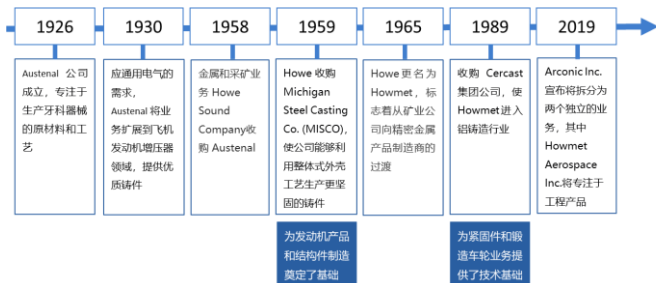 1926
1930
1958
1959
1965
1989
2019
Austenal 公司
成立，专注于
生产牙科器械
的原材料和工
艺
应通用电气的
需求，
Austenal 将业
务扩展到飞机
发动机增压器
领域，提供优
质铸件
金属和采矿业
务 Howe
Sound
Company收
购 Austenal
Howe 收购
Michigan
Steel Casting
Co. (MISCO)，
使公司能够利
用整体式外壳
工艺生产更坚
固的铸件
Howe更名为
Howmet，标
志着从矿业公
司向精密金属
产品制造商的
过渡
收购 Cercast
集团公司，使
Howmet进入
铝铸造行业
Arconic Inc.
宣布将拆分为
两个独立的业
务，其中
Howmet
Aerospace
Inc.将专注于
工程产品
为发动机产品
和结构件制造
奠定了基础
为紧固件和锻
造车轮业务提
供了技术基础